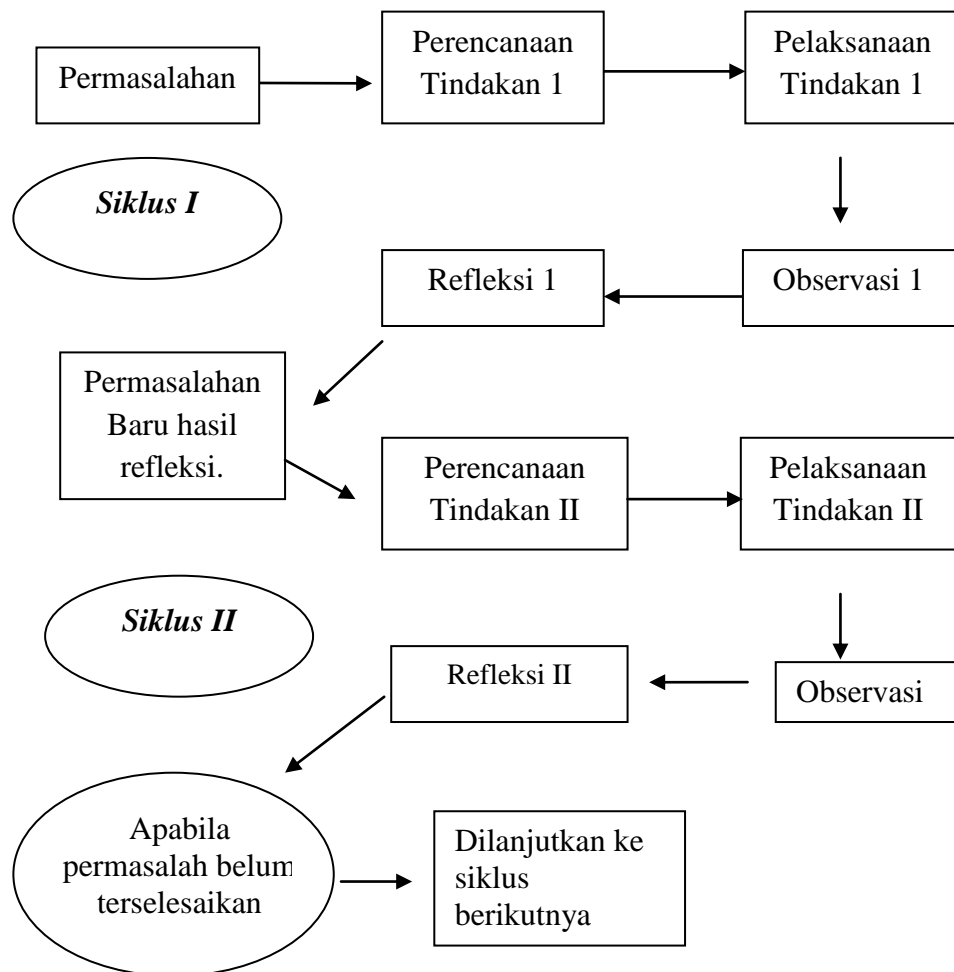 Permasalahan
Perencanaan
Tindakan 1
Pelaksanaan
Tindakan 1
Siklus I
Refleksi 1
Observasi 1
Permasalahan
Baru hasil
refleksi.
Perencanaan
Tindakan II
Pelaksanaan
Tindakan II
Siklus II
Refleksi II
Observasi
Apabila
permasalah belum
terselesaikan
Dilanjutkan ke
siklus
berikutnya